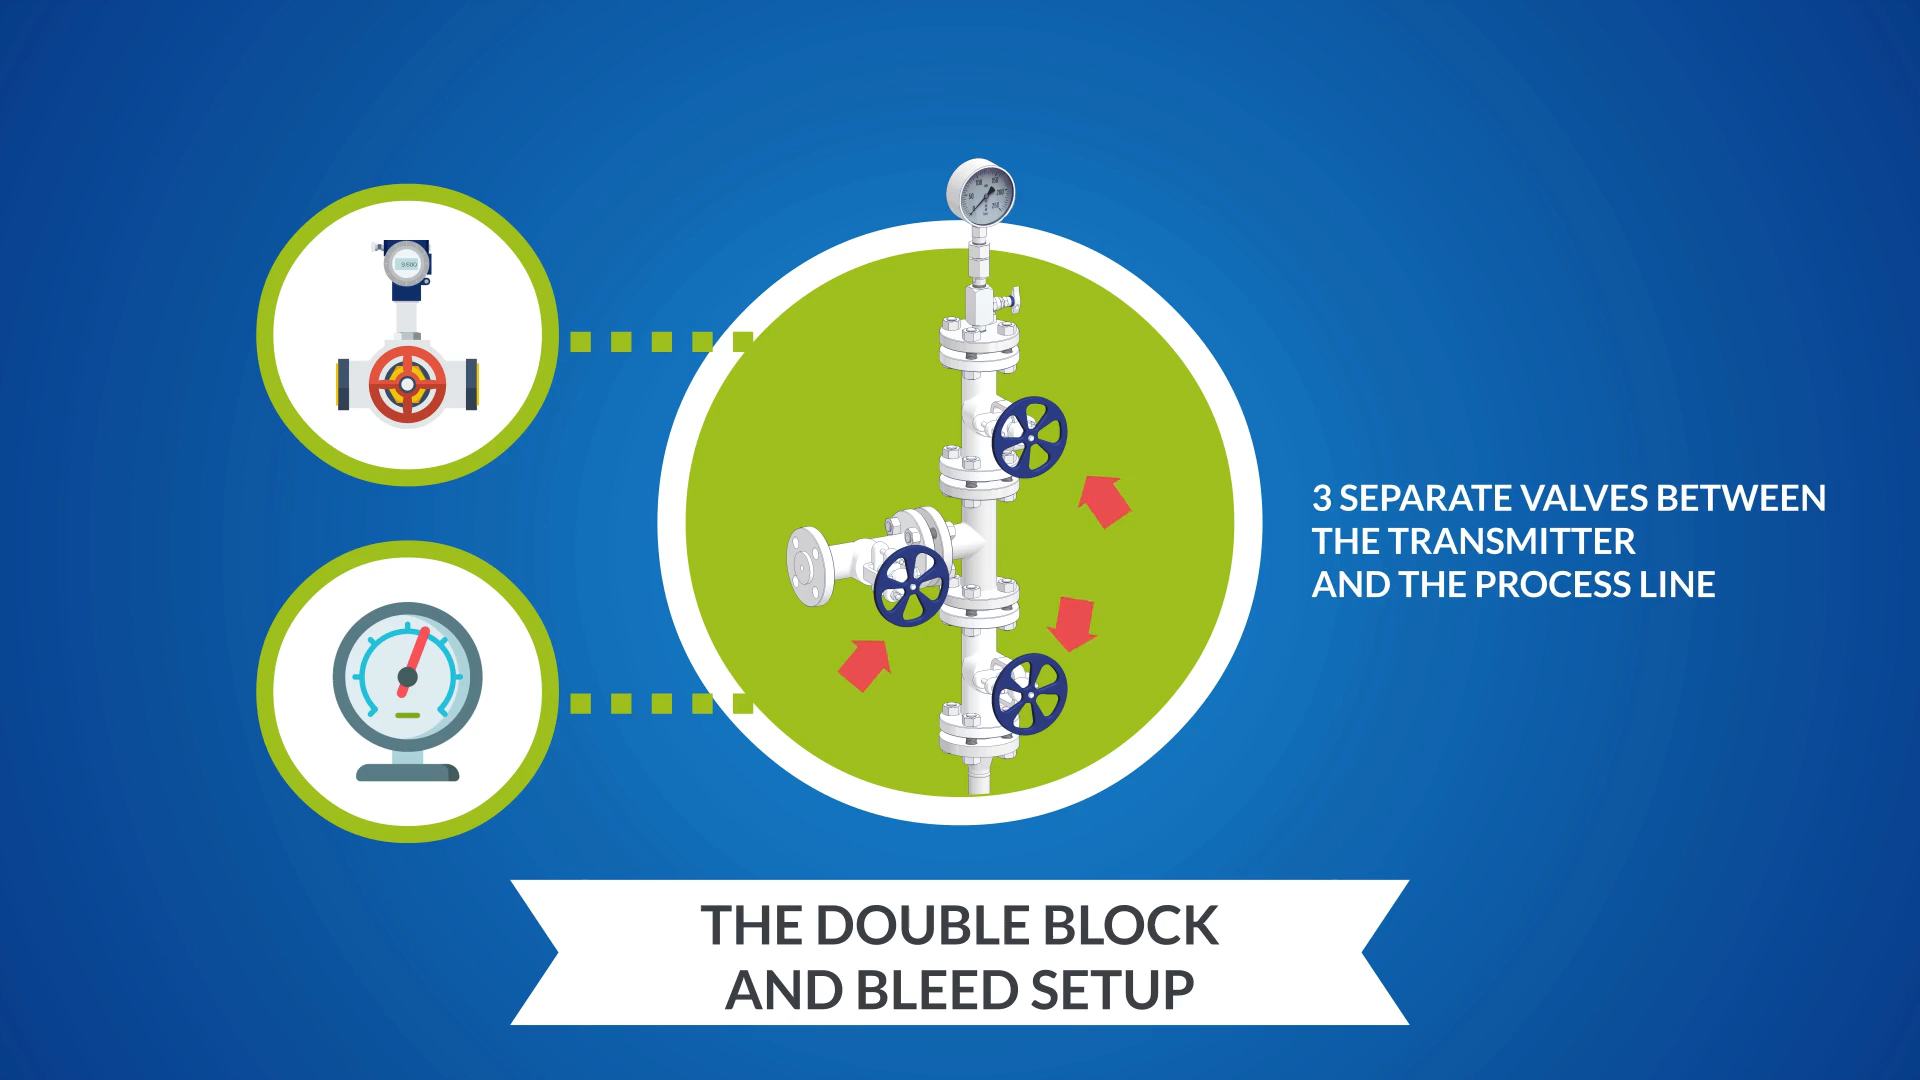 3 SEPARATE VALVES BETWEEN
THE TRANSMITTER
AND THE PROCESS LINE
THE DOUBLE BLOCK
AND BLEED SETUP